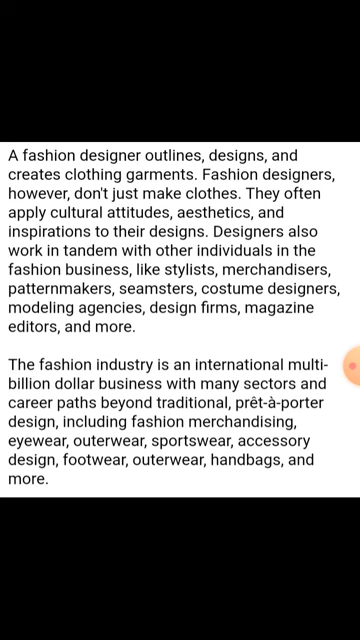 A fashion designer outlines, designs, and
creates clothing garments. Fashion designers,
however, don't just make clothes. They often
apply cultural attitudes, aesthetics, and
inspirations to their designs. Designers also
work in tandem with other individuals in the
fashion business, like stylists, merchandisers,
patternmakers, seamsters, costume designers,
modeling agencies, design firms, magazine
editors, and more.
The fashion industry is an international multi-
billion dollar business with many sectors and
career paths beyond traditional, prêt-à-porter
design, including fashion merchandising,
eyewear, outerwear, sportswear, accessory
design, footwear, outerwear, handbags, and
more.